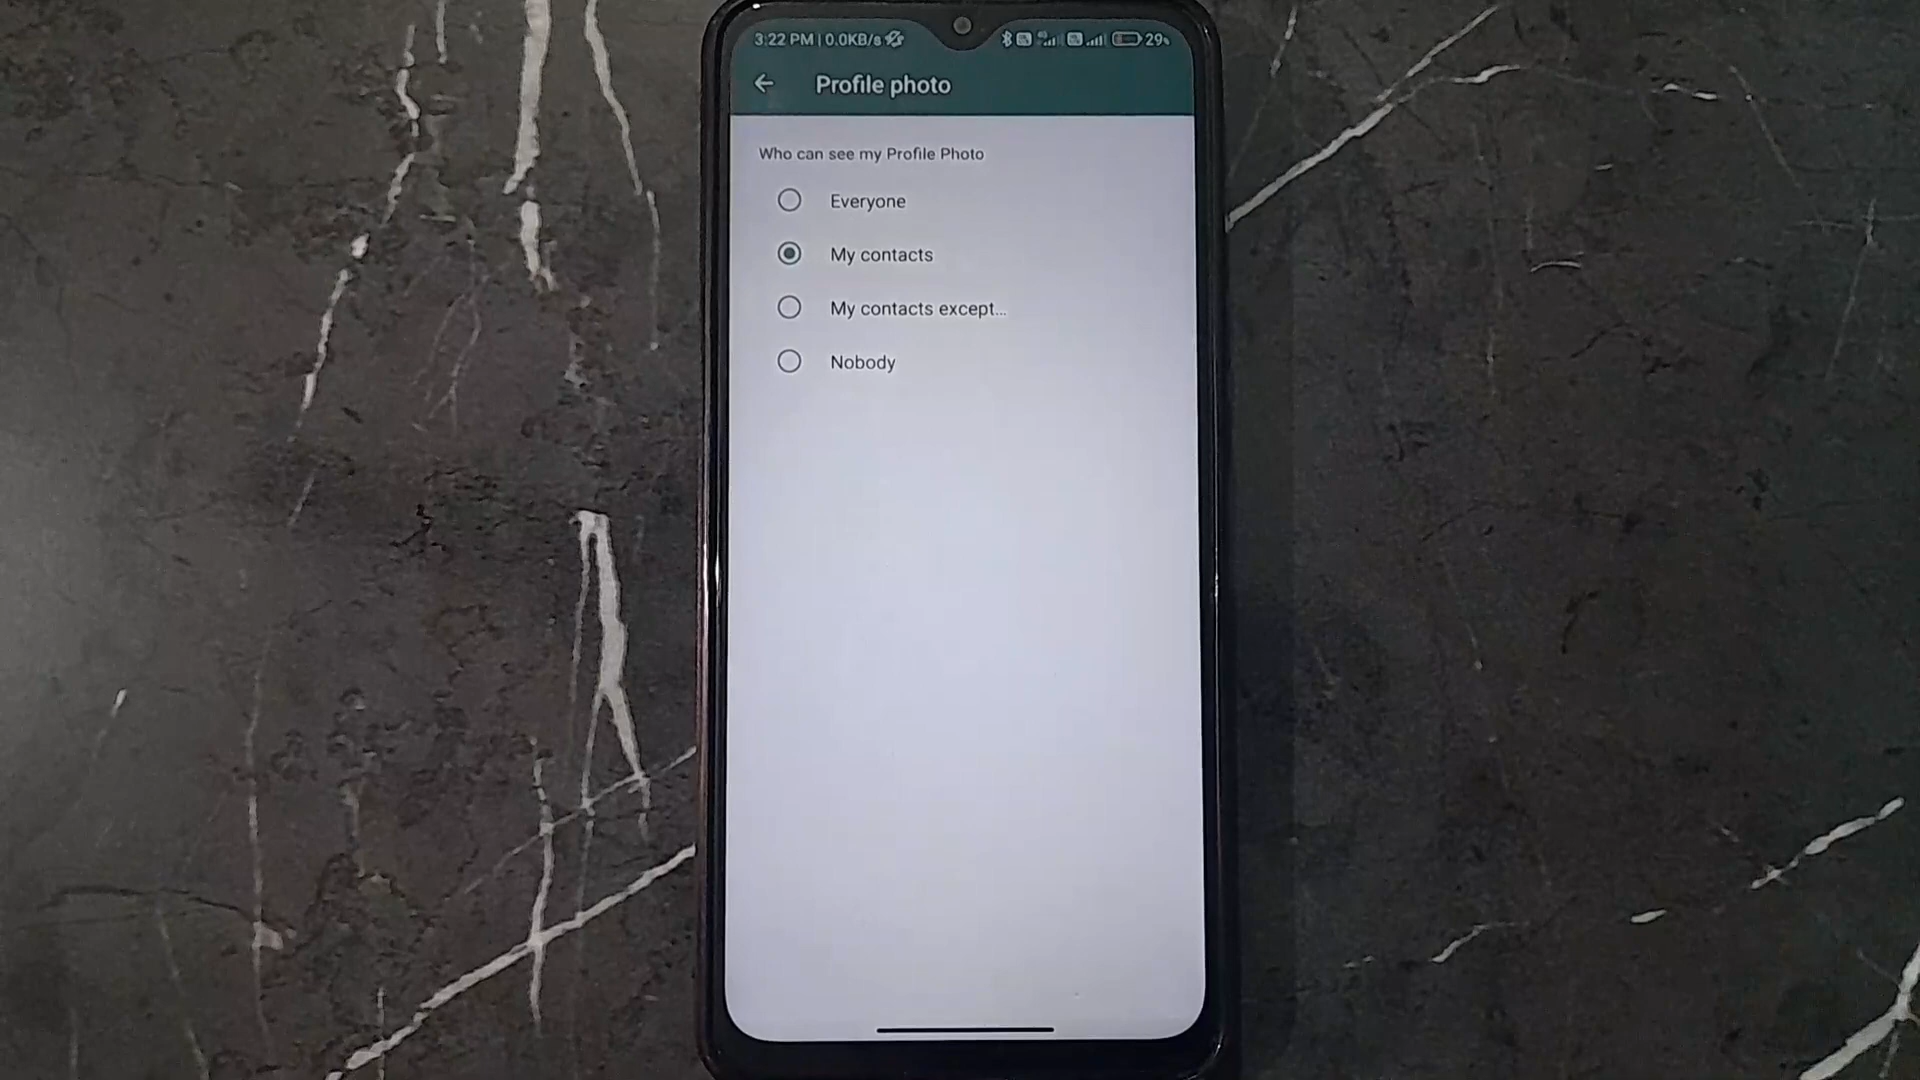 3:22 PM | 0.0KB/s 29%
Profile photo
Who can see my Profile Photo
Everyone
My contacts
My contacts except...
Nobody